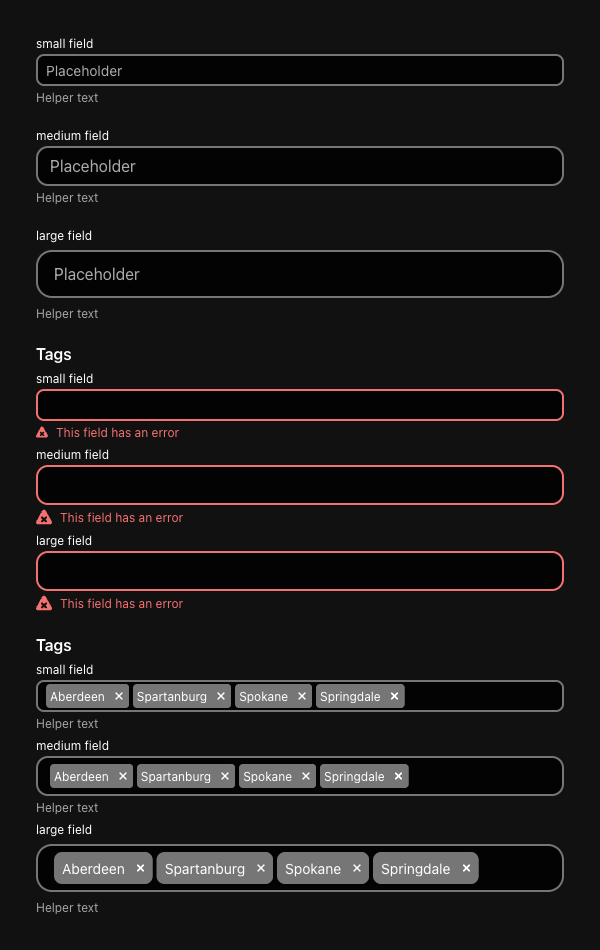 small field
Placeholder
Helper text
medium field
Placeholder
Helper text
large field
Placeholder
Helper text
Tags
small field
This field has an error
medium field
This field has an error
large field
This field has an error
Tags
small field
Aberdeen × Spartanburg × Spokane × Springdale ×
Helper text
medium field
Aberdeen × Spartanburg × Spokane × Springdale ×
Helper text
large field
Aberdeen × Spartanburg × Spokane × Springdale ×
Helper text